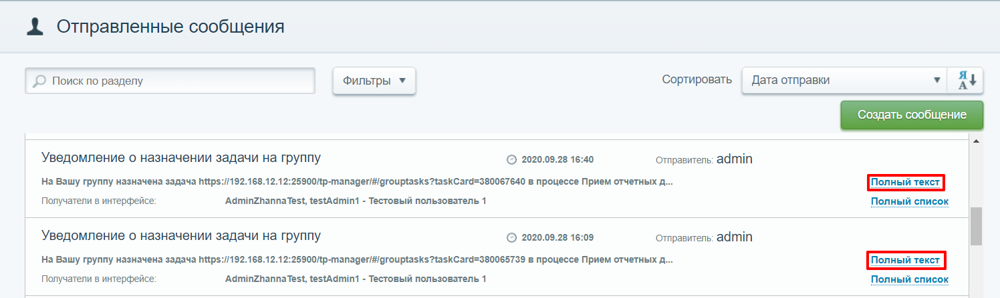 Отправленные сообщения
Поиск по разделу Фильтры Сортировать Дата отправки Я А
Создать сообщение
Уведомление о назначении задачи на группу 2020.09.28 16:40 Отправитель: admin
На Вашу группу назначена задача https://192.168.12.12:25900/tp-manager/#/grouptasks?taskCard=380067640 в процессе Прием отчетных д... Полный текст
Получатели в интерфейсе: AdminZhannaTest, testAdmin1 - Тестовый пользователь 1 Полный список
Уведомление о назначении задачи на группу 2020.09.28 16:09 Отправитель: admin
На Вашу группу назначена задача https://192.168.12.12:25900/tp-manager/#/grouptasks?taskCard=380065739 в процессе Прием отчетных д... Полный текст
Получатели в интерфейсе: AdminZhannaTest, testAdmin1 - Тестовый пользователь 1 Полный список